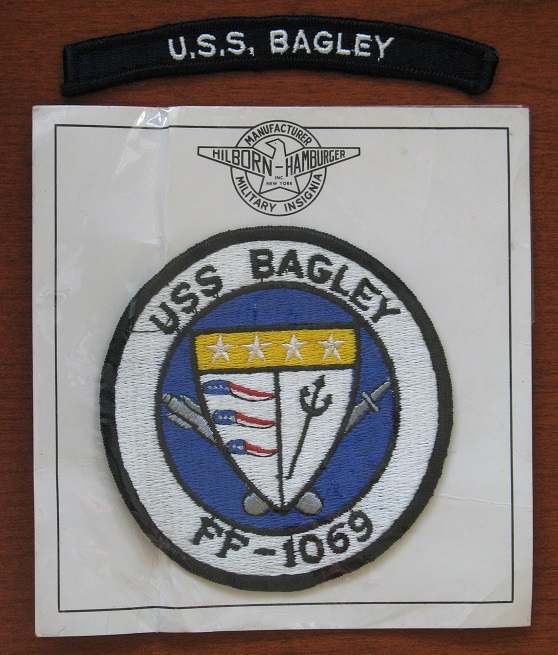 U.S.S. BAGLEY
MANUFACTURER
HILBORN-HAMBURGER
INC.
NEW YORK
MILITARY INSIGNIA
USS BAGLEY
FF-1069